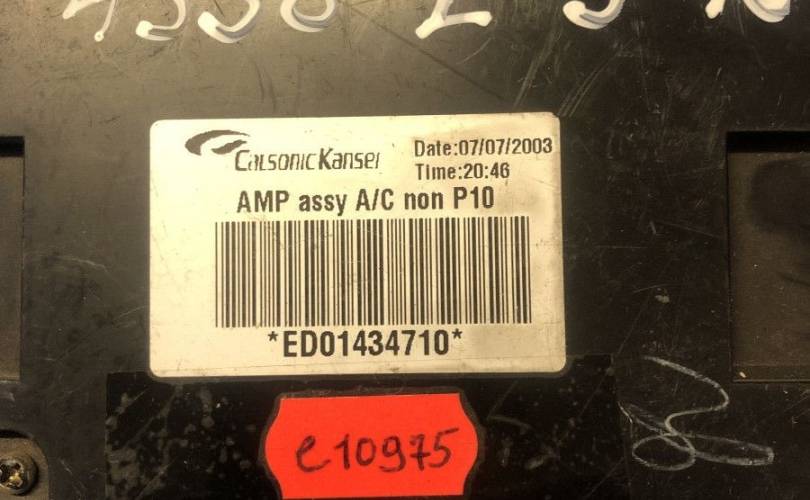 CalsonicKansei
Date:07/07/2003
Time:20:46
AMP assy A/C non P10
*ED01434710*
e10975